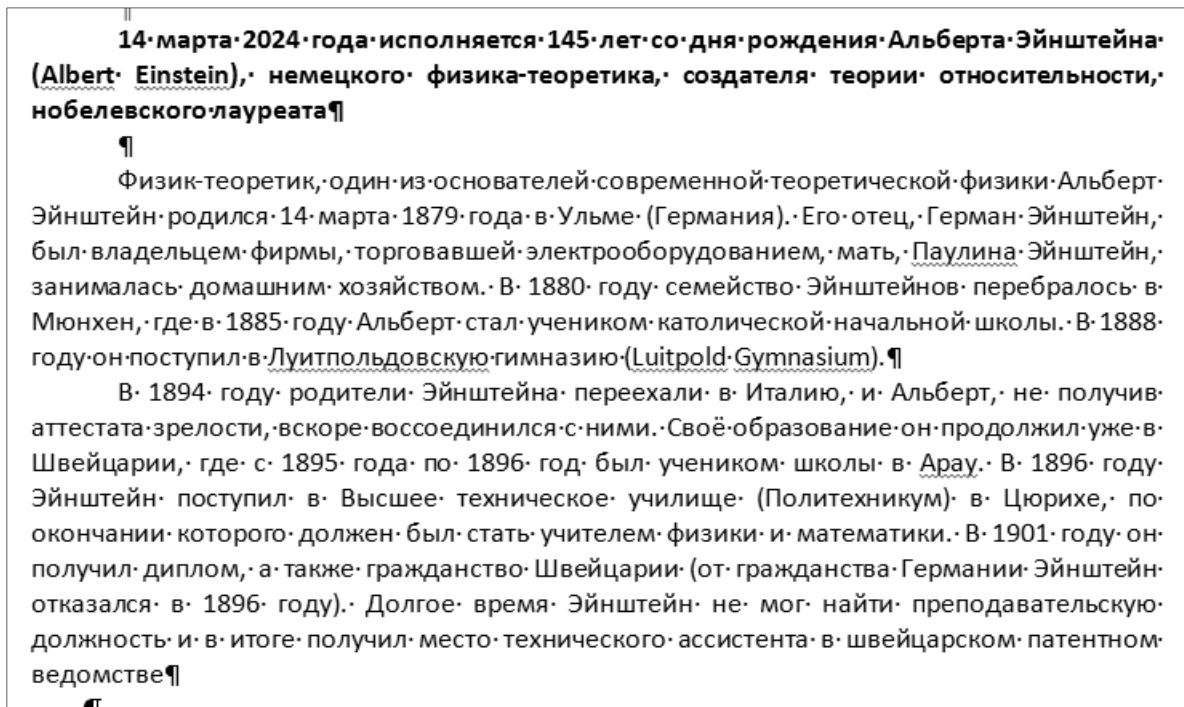 14 марта 2024 года исполняется 145 лет со дня рождения Альберта Эйнштейна
(Albert Einstein), немецкого физика-теоретика, создателя теории относительности,
нобелевского лауреата¶
¶
Физик-теоретик, один из основателей современной теоретической физики Альберт
Эйнштейн родился 14 марта 1879 года в Ульме (Германия). Его отец, Герман Эйнштейн,
был владельцем фирмы, торговавшей электрооборудованием, мать, Паулина Эйнштейн,
занималась домашним хозяйством. В 1880 году семейство Эйнштейнов перебралось в
Мюнхен, где в 1885 году Альберт стал учеником католической начальной школы. В 1888
году он поступил в Луитпольдовскую гимназию (Luitpold Gymnasium).¶
В 1894 году родители Эйнштейна переехали в Италию, и Альберт, не получив
аттестата зрелости, вскоре воссоединился с ними. Своё образование он продолжил уже в
Швейцарии, где с 1895 года по 1896 год был учеником школы в Арау. В 1896 году
Эйнштейн поступил в Высшее техническое училище (Политехникум) в Цюрихе, по
окончании которого должен был стать учителем физики и математики. В 1901 году он
получил диплом, а также гражданство Швейцарии (от гражданства Германии Эйнштейн
отказался в 1896 году). Долгое время Эйнштейн не мог найти преподавательскую
должность и в итоге получил место технического ассистента в швейцарском патентном
ведомстве¶
¶